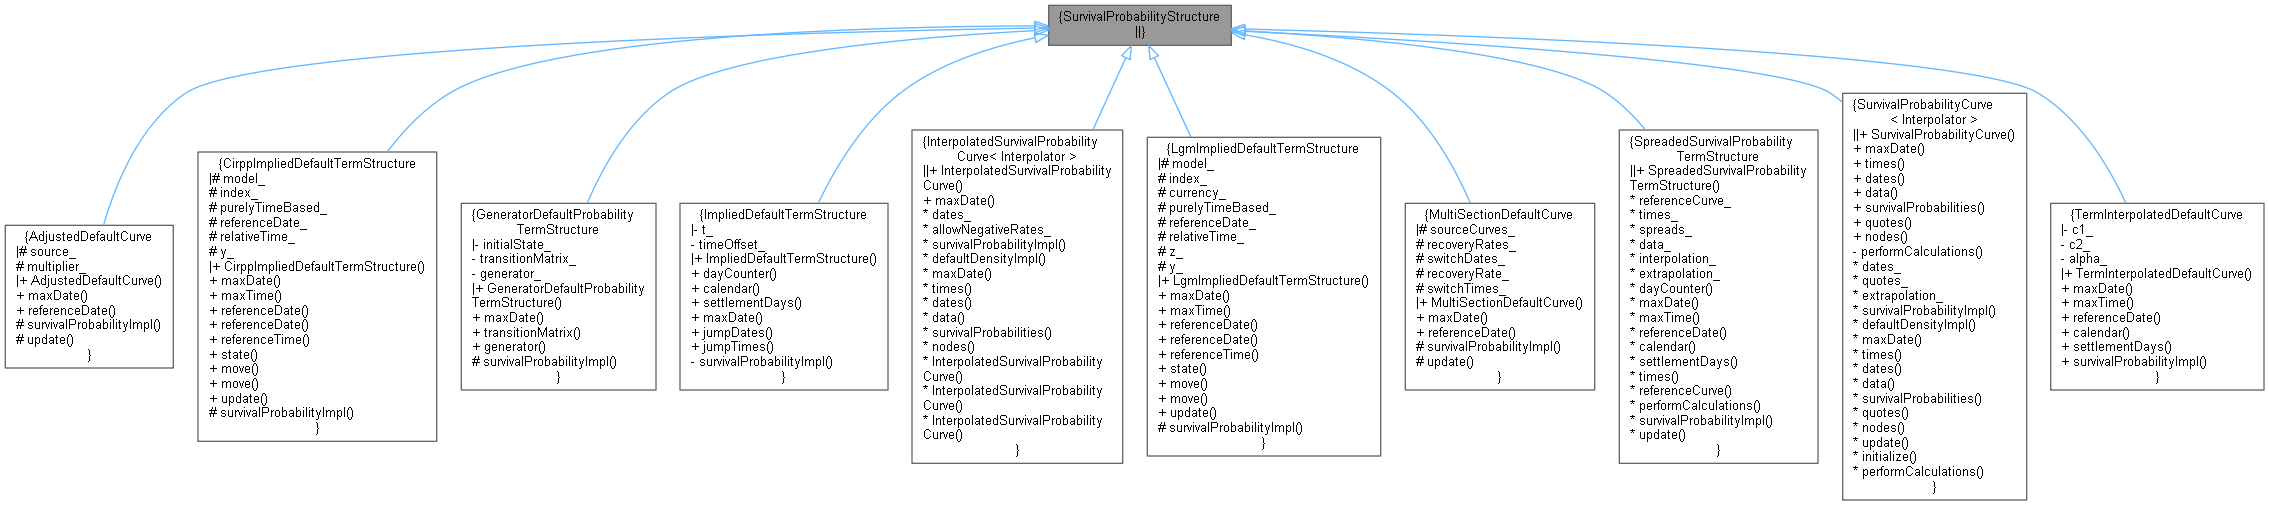 {SurvivalProbabilityStructure
||}
{AdjustedDefaultCurve
|# source_
# multiplier_
|+ AdjustedDefaultCurve()
+ maxDate()
+ referenceDate()
# survivalProbabilityImpl()
# update()
}
{CirppImpliedDefaultTermStructure
|# model_
# index_
# purelyTimeBased_
# referenceDate_
# relativeTime_
# y_
|+ CirppImpliedDefaultTermStructure()
+ maxDate()
+ maxTime()
+ referenceDate()
+ referenceDate()
+ referenceTime()
+ state()
+ move()
+ move()
+ update()
# survivalProbabilityImpl()
}
{GeneratorDefaultProbability
TermStructure
|- initialState_
- transitionMatrix_
- generator_
|+ GeneratorDefaultProbability
TermStructure()
+ maxDate()
+ transitionMatrix()
+ generator()
# survivalProbabilityImpl()
}
{ImpliedDefaultTermStructure
|- t_
- timeOffset_
|+ ImpliedDefaultTermStructure()
+ dayCounter()
+ calendar()
+ settlementDays()
+ maxDate()
+ jumpDates()
+ jumpTimes()
- survivalProbabilityImpl()
}
{InterpolatedSurvivalProbability
Curve< Interpolator >
||+ InterpolatedSurvivalProbability
Curve()
+ maxDate()
* dates_
* allowNegativeRates_
* survivalProbabilityImpl()
* defaultDensityImpl()
* maxDate()
* times()
* dates()
* data()
* survivalProbabilities()
* nodes()
* InterpolatedSurvivalProbability
Curve()
* InterpolatedSurvivalProbability
Curve()
* InterpolatedSurvivalProbability
Curve()
}
{LgmImpliedDefaultTermStructure
|# model_
# index_
# currency_
# purelyTimeBased_
# referenceDate_
# relativeTime_
# z_
# y_
|+ LgmImpliedDefaultTermStructure()
+ maxDate()
+ maxTime()
+ referenceDate()
+ referenceDate()
+ referenceTime()
+ state()
+ move()
+ move()
+ update()
# survivalProbabilityImpl()
}
{MultiSectionDefaultCurve
|# sourceCurves_
# recoveryRates_
# switchDates_
# recoveryRate_
# switchTimes_
|+ MultiSectionDefaultCurve()
+ maxDate()
+ referenceDate()
# survivalProbabilityImpl()
# update()
}
{SpreadedSurvivalProbability
TermStructure
||+ SpreadedSurvivalProbability
TermStructure()
* referenceCurve_
* times_
* spreads_
* data_
* interpolation_
* extrapolation_
* dayCounter()
* maxDate()
* maxTime()
* referenceDate()
* calendar()
* settlementDays()
* times()
* referenceCurve()
* performCalculations()
* survivalProbabilityImpl()
* update()
}
{SurvivalProbabilityCurve
< Interpolator >
||+ SurvivalProbabilityCurve()
+ maxDate()
+ times()
+ dates()
+ data()
+ survivalProbabilities()
+ quotes()
+ nodes()
- performCalculations()
* dates_
* quotes_
* extrapolation_
* survivalProbabilityImpl()
* defaultDensityImpl()
* maxDate()
* times()
* dates()
* data()
* survivalProbabilities()
* quotes()
* nodes()
* update()
* initialize()
* performCalculations()
}
{TermInterpolatedDefaultCurve
|- c1_
- c2_
- alpha_
|+ TermInterpolatedDefaultCurve()
+ maxDate()
+ maxTime()
+ referenceDate()
+ calendar()
+ settlementDays()
+ survivalProbabilityImpl()
}